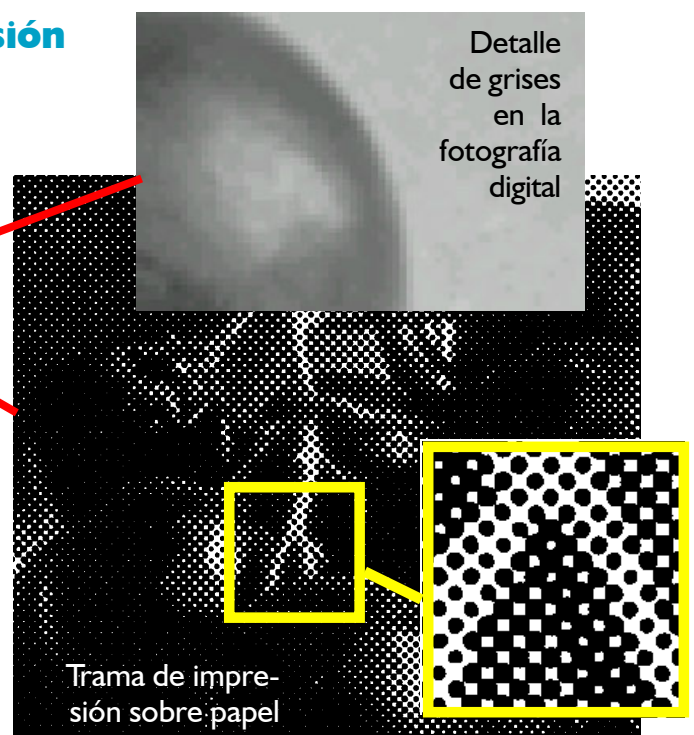 sión
Detalle
de grises
en la
fotografía
digital
Trama de impre-
sión sobre papel